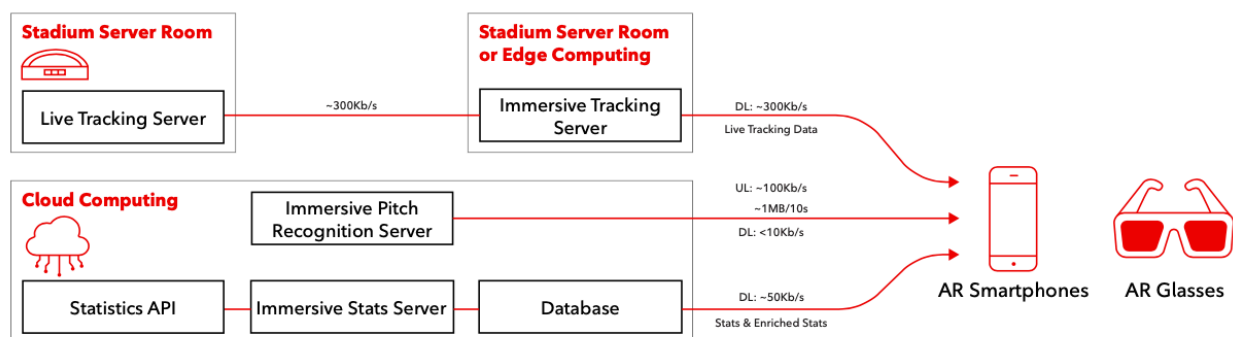 Stadium Server Room
Live Tracking Server
~300Kb/s
Stadium Server Room
or Edge Computing
Immersive Tracking
Server
DL: ~300Kb/s
Live Tracking Data
Cloud Computing
Immersive Pitch
Recognition Server
UL: ~100Kb/s
~1MB/10s
DL: <10Kb/s
Statistics API
Immersive Stats Server
Database
DL: ~50Kb/s
Stats & Enriched Stats
AR Smartphones
AR Glasses